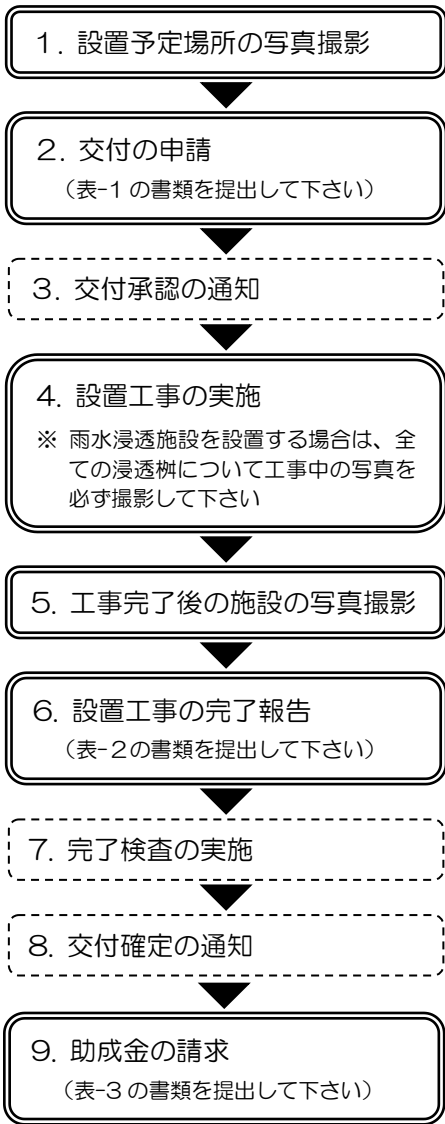 1. 設置予定場所の写真撮影
2. 交付の申請
（表-1 の書類を提出して下さい）
3. 交付承認の通知
4. 設置工事の実施
※ 雨水浸透施設を設置する場合は、全
ての浸透桝について工事中の写真を
必ず撮影して下さい
5. 工事完了後の施設の写真撮影
6. 設置工事の完了報告
（表-２の書類を提出して下さい）
7. 完了検査の実施
8. 交付確定の通知
9. 助成金の請求
（表-3 の書類を提出して下さい）